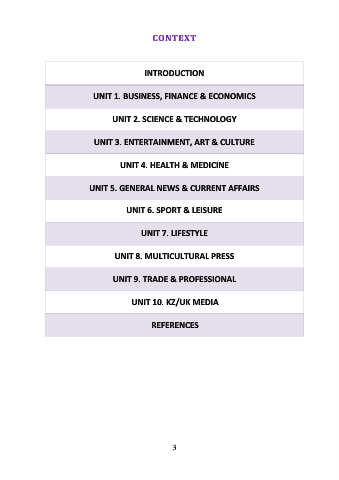 CONTEXT
INTRODUCTION
UNIT 1. BUSINESS, FINANCE & ECONOMICS
UNIT 2. SCIENCE & TECHNOLOGY
UNIT 3. ENTERTAINMENT, ART & CULTURE
UNIT 4. HEALTH & MEDICINE
UNIT 5. GENERAL NEWS & CURRENT AFFAIRS
UNIT 6. SPORT & LEISURE
UNIT 7. LIFESTYLE
UNIT 8. MULTICULTURAL PRESS
UNIT 9. TRADE & PROFESSIONAL
UNIT 10. KZ/UK MEDIA
REFERENCES
3